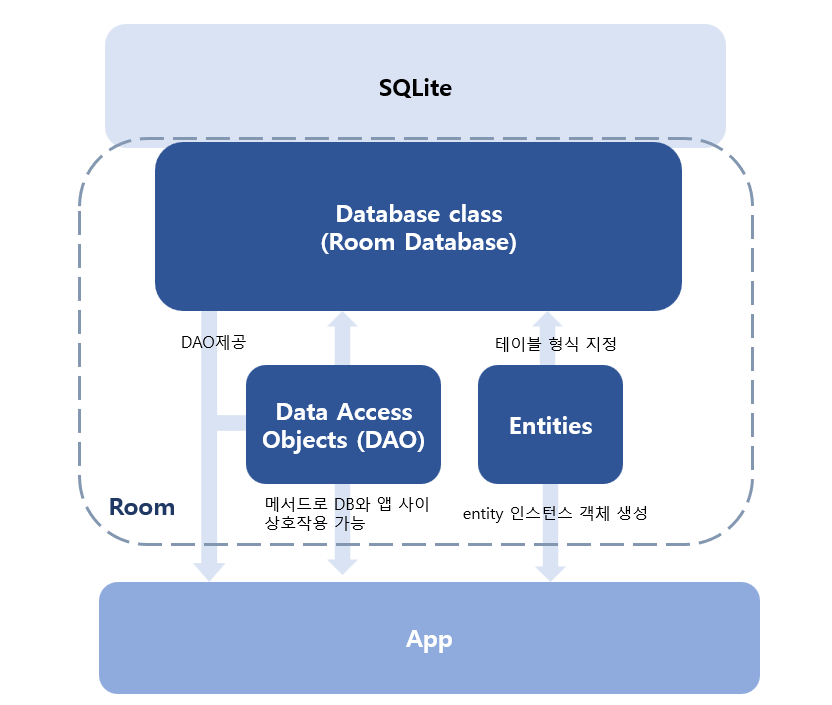 SQLite
Database class
(Room Database)
DAO제공
테이블 형식 지정
Data Access
Objects (DAO)
Entities
Room
메서드로 DB와 앱 사이
상호작용 가능
entity 인스턴스 객체 생성
App